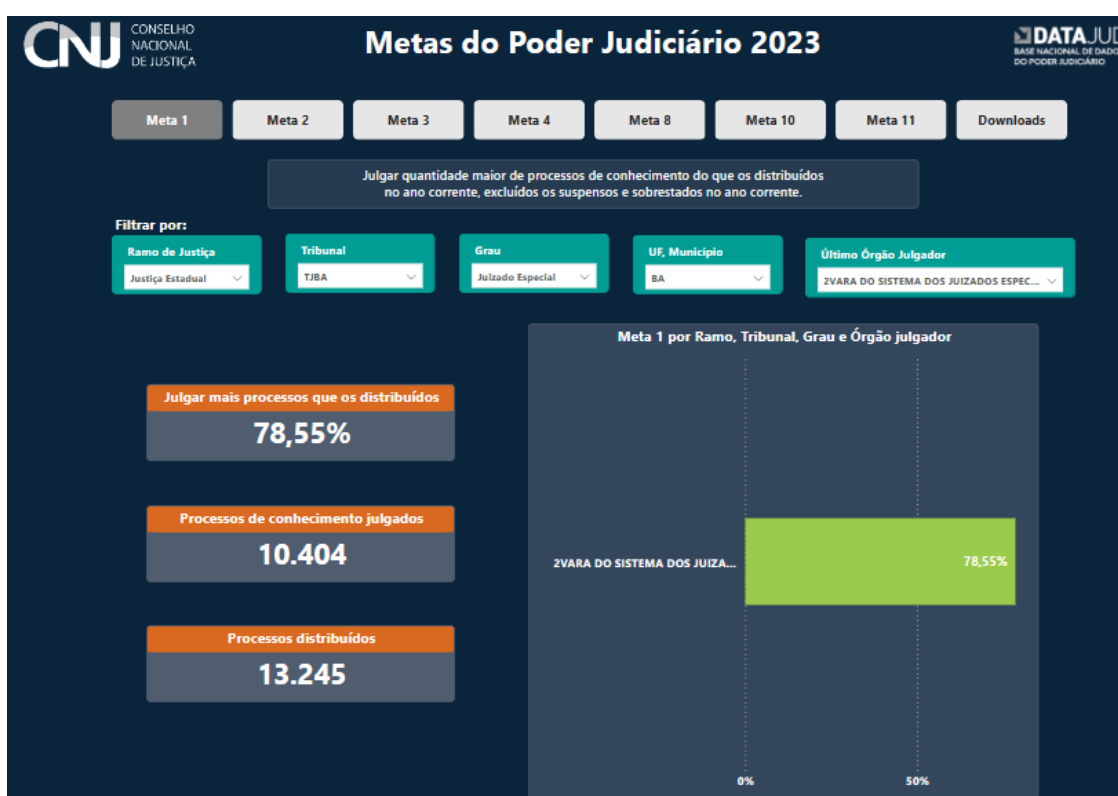 CNJ
CONSELHO
NACIONAL
DE JUSTIÇA
Metas do Poder Judiciário 2023
DATAJUD
BASE NACIONAL DE DADO
DO PODER JUDICIÁRIO
Meta 1
Meta 2
Meta 3
Meta 4
Meta 8
Meta 10
Meta 11
Downloads
Julgar quantidade maior de processos de conhecimento do que os distribuídos
no ano corrente, excluídos os suspensos e sobrestados no ano corrente.
Filtrar por:
Ramo de Justiça
Justiça Estadual
Tribunal
TJBA
Grau
Juizado Especial
UF, Município
BA
Último Órgão Julgador
2VARA DO SISTEMA DOS JUIZADOS ESPEC...
Julgar mais processos que os distribuídos
78,55%
Processos de conhecimento julgados
10.404
Processos distribuídos
13.245
Meta 1 por Ramo, Tribunal, Grau e Órgão julgador
2VARA DO SISTEMA DOS JUIZA...
78,55%
0%
50%